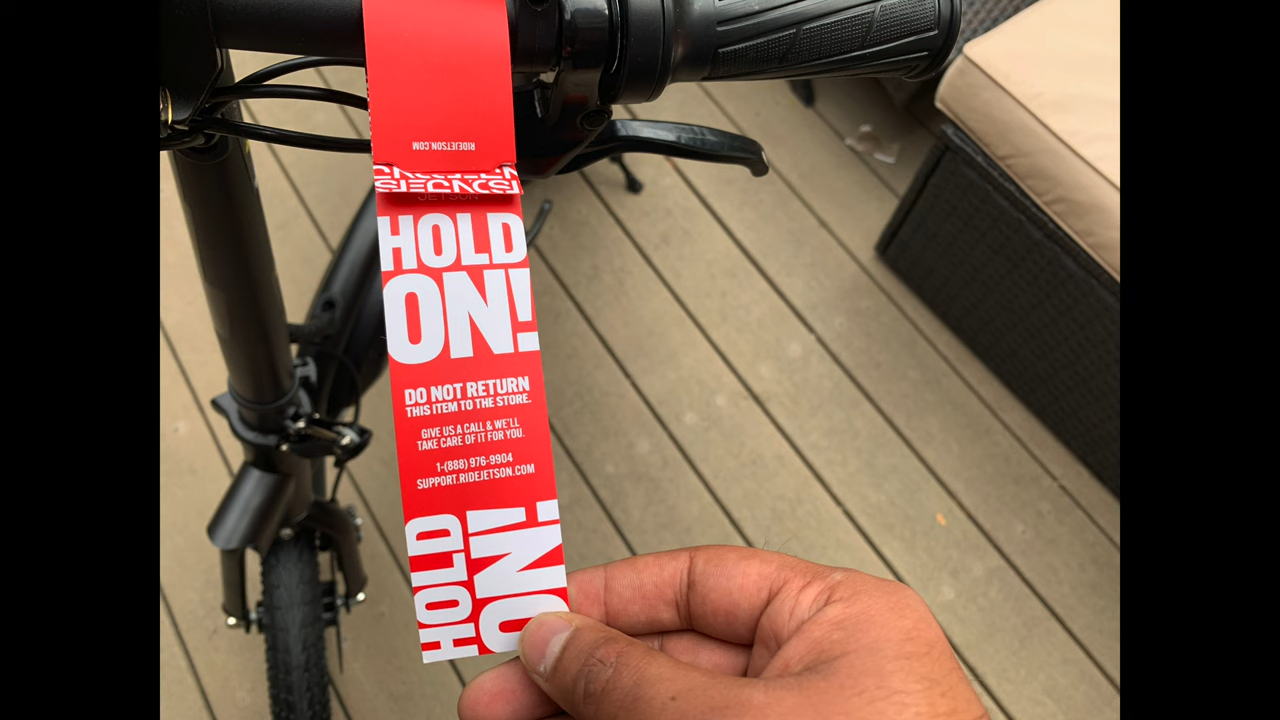 RIDEJETSON.COM
JETSON
HOLD
ON!
DO NOT RETURN
THIS ITEM TO THE STORE.
GIVE US A CALL & WE'LL
TAKE CARE OF IT FOR YOU.
1-(888) 976-9904
SUPPORT.RIDEJETSON.COM
HOLD
ON!